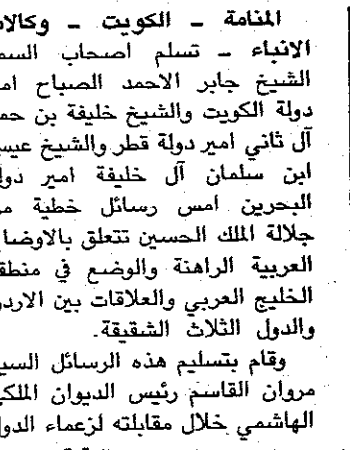 المنامة ـ الكويت ـ وكالات
الانباء ـ تسلم اصحاب السمو
الشيخ جابر الاحمد الصباح امير
دولة الكويت والشيخ خليفة بن حمد
آل ثاني امير دولة قطر والشيخ عيسى
ابن سلمان آل خليفة امير دولة
البحرين امس رسائل خطية من
جلالة الملك الحسين تتعلق بالاوضاع
العربية الراهنة والوضع في منطقة
الخليج العربي والعلاقات بين الاردن
والدول الثلاث الشقيقة.
وقام بتسليم هذه الرسائل السيد
مروان القاسم رئيس الديوان الملكي
الهاشمي خلال مقابلته لزعماء الدول